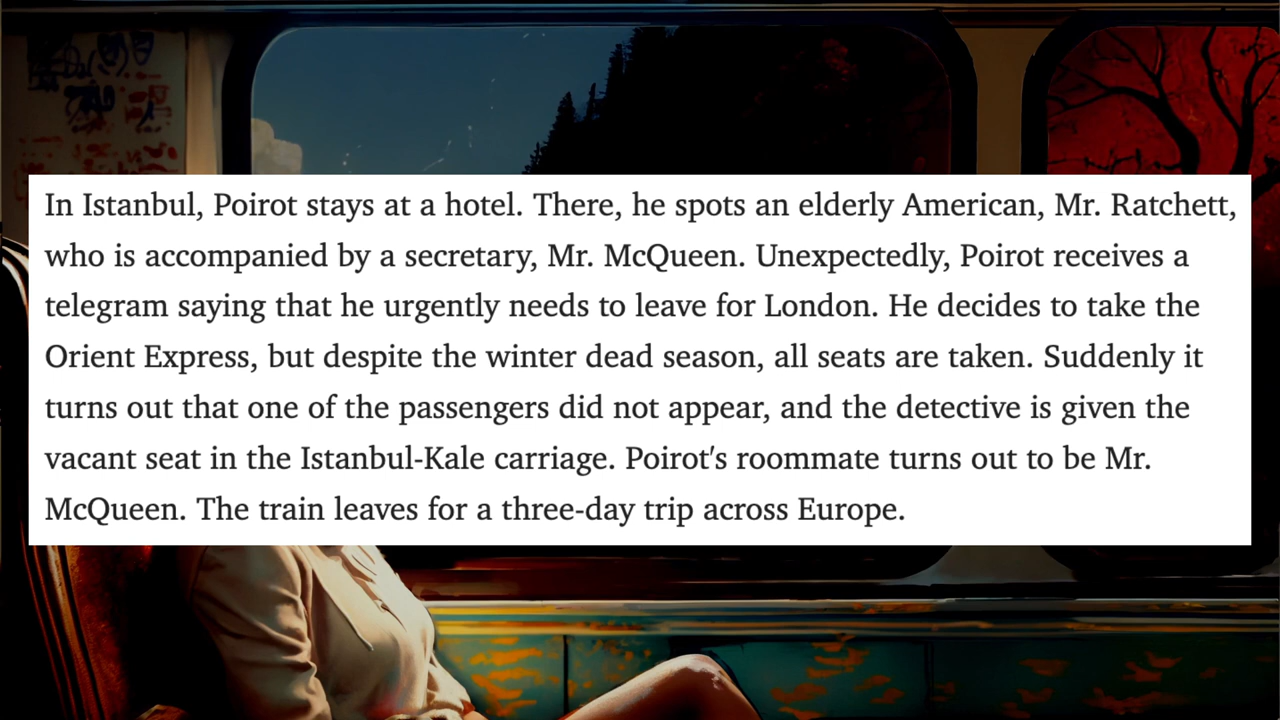 In Istanbul, Poirot stays at a hotel. There, he spots an elderly American, Mr. Ratchett,
who is accompanied by a secretary, Mr. McQueen. Unexpectedly, Poirot receives a
telegram saying that he urgently needs to leave for London. He decides to take the
Orient Express, but despite the winter dead season, all seats are taken. Suddenly it
turns out that one of the passengers did not appear, and the detective is given the
vacant seat in the Istanbul-Kale carriage. Poirot's roommate turns out to be Mr.
McQueen. The train leaves for a three-day trip across Europe.